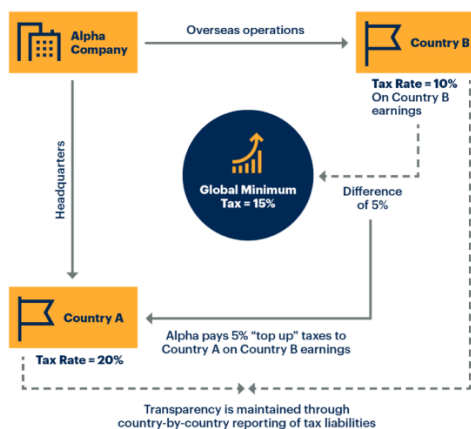 Alpha
Company
Overseas operations
Country B
Tax Rate = 10%
On Country B
earnings
Headquarters
Global Minimum
Tax = 15%
Difference
of 5%
Country A
Alpha pays 5% “top up” taxes to
Country A on Country B earnings
Tax Rate = 20%
Transparency is maintained through
country-by-country reporting of tax liabilities